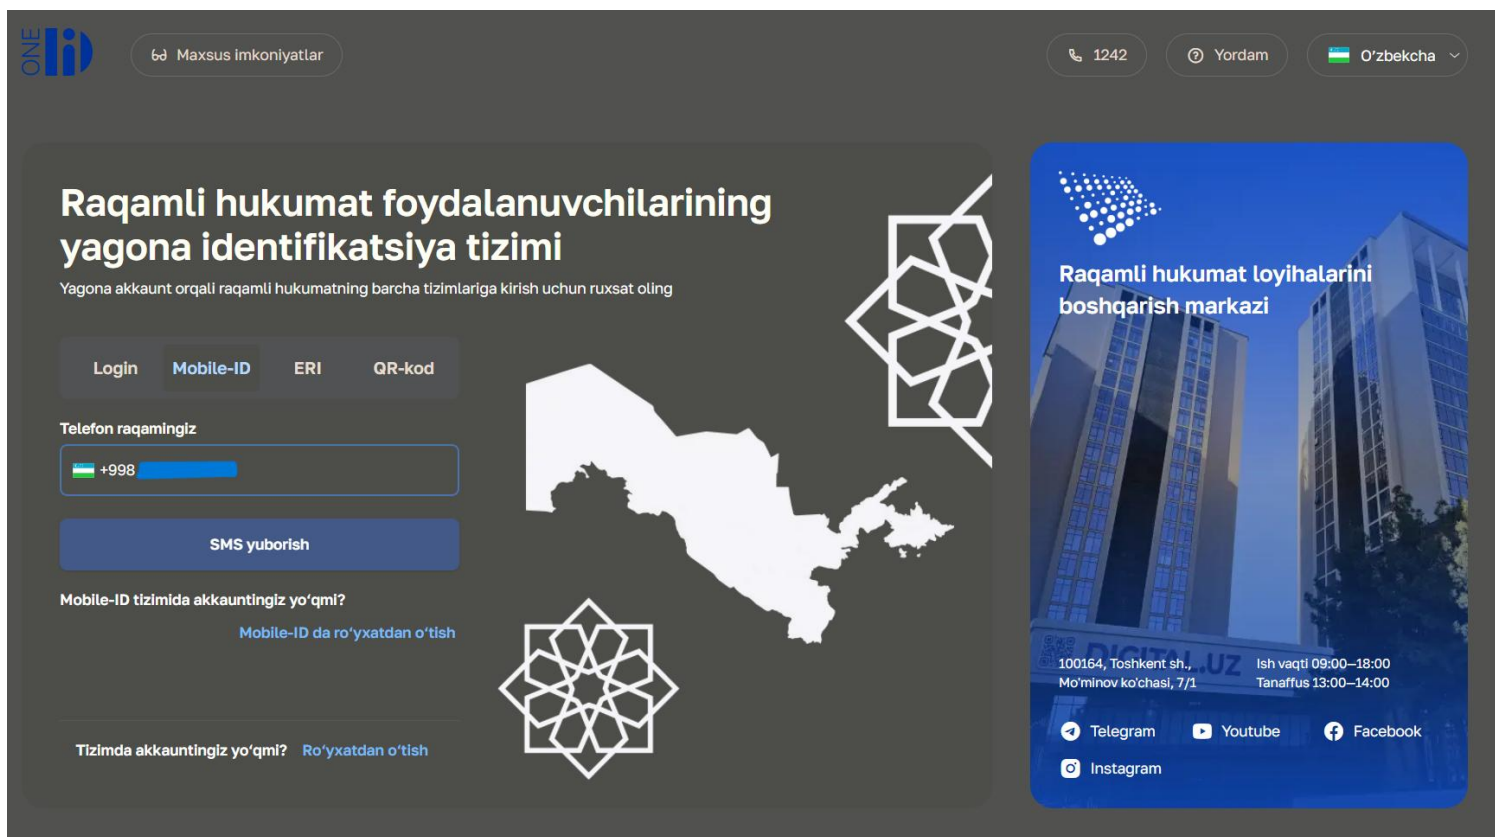 ONE iD
Maxsus imkoniyatlar
1242
Yordam
O‘zbekcha
Raqamli hukumat foydalanuvchilarining
yagona identifikatsiya tizimi
Yagona akkaunt orqali raqamli hukumatning barcha tizimlariga kirish uchun ruxsat oling
Login
Mobile-ID
ERI
QR-kod
Telefon raqamingiz
+998
SMS yuborish
Mobile-ID tizimida akkauntingiz yo‘qmi?
Mobile-ID da ro‘yxatdan o‘tish
Tizimda akkauntingiz yo‘qmi? Ro‘yxatdan o‘tish
Raqamli hukumat loyihalarini
boshqarish markazi
DIGITAL.UZ
100164, Toshkent sh.,
Mo'minov ko'chasi, 7/1
Ish vaqti 09:00–18:00
Tanaffus 13:00–14:00
Telegram
Youtube
Facebook
Instagram